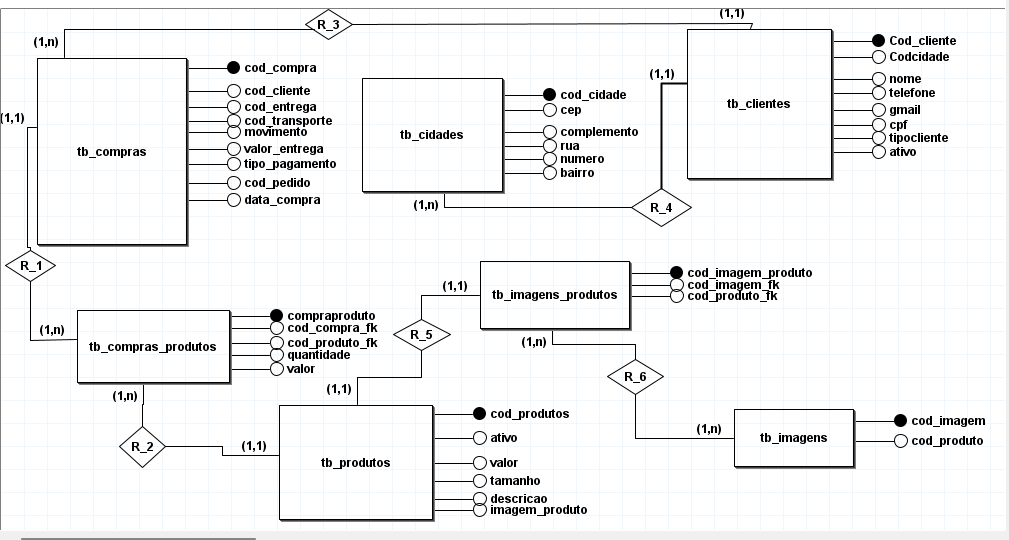 R_3
(1,1)
(1,n)
tb_compras
cod_compra
cod_cliente
cod_entrega
cod_transporte
movimento
valor_entrega
tipo_pagamento
cod_pedido
data_compra
(1,1)
tb_cidades
cod_cidade
cep
complemento
rua
numero
bairro
(1,n)
(1,1)
R_4
tb_clientes
Cod_cliente
Codcidade
nome
telefone
gmail
cpf
tipocliente
ativo
R_1
(1,n)
tb_compras_produtos
compraproduto
cod_compra_fk
cod_produto_fk
quantidade
valor
(1,n)
R_2
(1,1)
(1,1)
R_5
(1,1)
tb_imagens_produtos
cod_imagem_produto
cod_imagem_fk
cod_produto_fk
(1,n)
R_6
(1,n)
tb_produtos
cod_produtos
ativo
valor
tamanho
descricao
imagem_produto
tb_imagens
cod_imagem
cod_produto